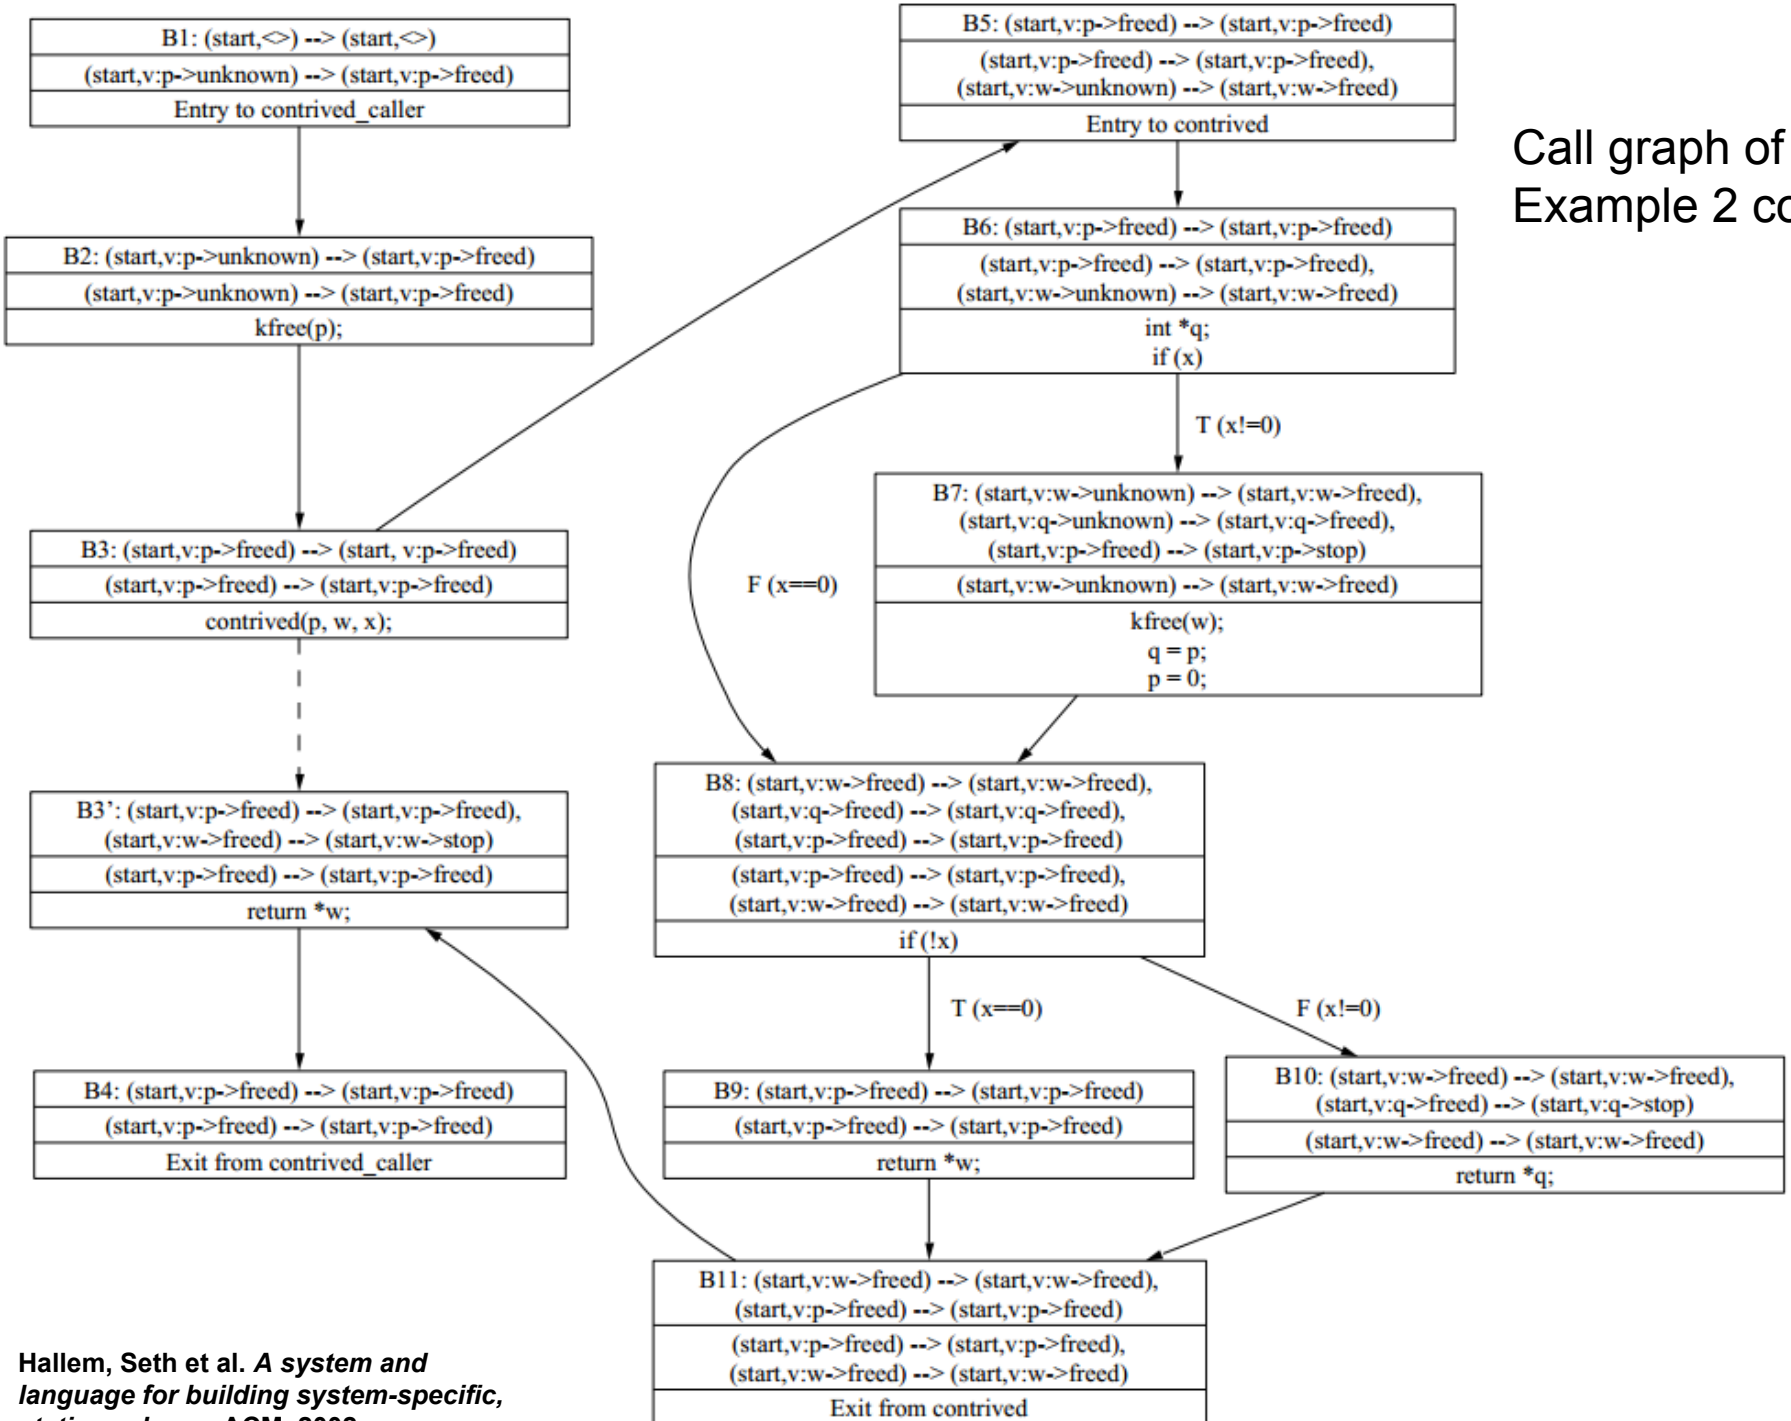 B1: (start,<>) --> (start,<>)
(start,v:p->unknown) --> (start,v:p->freed)
Entry to contrived_caller
B2: (start,v:p->unknown) --> (start,v:p->freed)
(start,v:p->unknown) --> (start,v:p->freed)
kfree(p);
B3: (start,v:p->freed) --> (start, v:p->freed)
(start,v:p->freed) --> (start,v:p->freed)
contrived(p, w, x);
B3’: (start,v:p->freed) --> (start,v:p->freed),
(start,v:w->freed) --> (start,v:w->stop)
(start,v:p->freed) --> (start,v:p->freed)
return *w;
B4: (start,v:p->freed) --> (start,v:p->freed)
(start,v:p->freed) --> (start,v:p->freed)
Exit from contrived_caller
B5: (start,v:p->freed) --> (start,v:p->freed)
(start,v:p->freed) --> (start,v:p->freed),
(start,v:w->unknown) --> (start,v:w->freed)
Entry to contrived
B6: (start,v:p->freed) --> (start,v:p->freed)
(start,v:p->freed) --> (start,v:p->freed),
(start,v:w->unknown) --> (start,v:w->freed)
int *q;
if (x)
T (x!=0)
F (x==0)
B7: (start,v:w->unknown) --> (start,v:w->freed),
(start,v:q->unknown) --> (start,v:q->freed),
(start,v:p->freed) --> (start,v:p->stop)
(start,v:w->unknown) --> (start,v:w->freed)
kfree(w);
q = p;
p = 0;
B8: (start,v:w->freed) --> (start,v:w->freed),
(start,v:q->freed) --> (start,v:q->freed),
(start,v:p->freed) --> (start,v:p->freed)
(start,v:p->freed) --> (start,v:p->freed),
(start,v:w->freed) --> (start,v:w->freed)
if (!x)
T (x==0)
F (x!=0)
B9: (start,v:p->freed) --> (start,v:p->freed)
(start,v:p->freed) --> (start,v:p->freed)
return *w;
B10: (start,v:w->freed) --> (start,v:w->freed),
(start,v:q->freed) --> (start,v:q->stop)
(start,v:w->freed) --> (start,v:w->freed)
return *q;
B11: (start,v:w->freed) --> (start,v:w->freed),
(start,v:p->freed) --> (start,v:p->freed)
(start,v:p->freed) --> (start,v:p->freed),
(start,v:w->freed) --> (start,v:w->freed)
Exit from contrived
Call graph of
Example 2 co
Hallem, Seth et al. A system and
language for building system-specific,